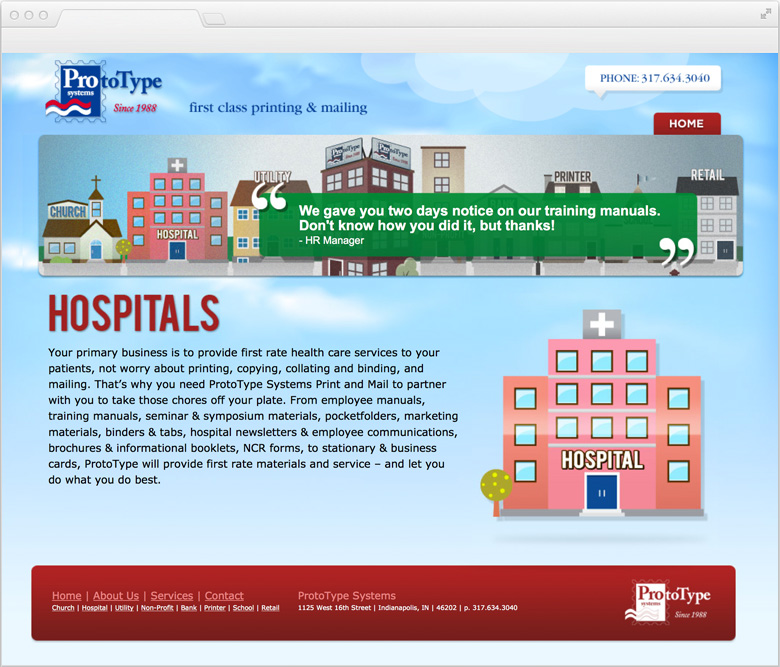 ProtoType
systems
Since 1988
first class printing & mailing
PHONE: 317.634.3040
HOME
CHURCH
HOSPITAL
UTILITY
ProtoType
ProtoType
PRINTER
RETAIL
“
We gave you two days notice on our training manuals.
Don't know how you did it, but thanks!
- HR Manager
”
HOSPITALS
Your primary business is to provide first rate health care services to your
patients, not worry about printing, copying, collating and binding, and
mailing. That’s why you need ProtoType Systems Print and Mail to partner
with you to take those chores off your plate. From employee manuals,
training manuals, seminar & symposium materials, pocketfolders, marketing
materials, binders & tabs, hospital newsletters & employee communications,
brochures & informational booklets, NCR forms, to stationary & business
cards, ProtoType will provide first rate materials and service – and let you
do what you do best.
HOSPITAL
Home | About Us | Services | Contact
Church | Hospital | Utility | Non-Profit | Bank | Printer | School | Retail
ProtoType Systems
1125 West 16th Street | Indianapolis, IN | 46202 | p. 317.634.3040
ProtoType
systems
Since 1988